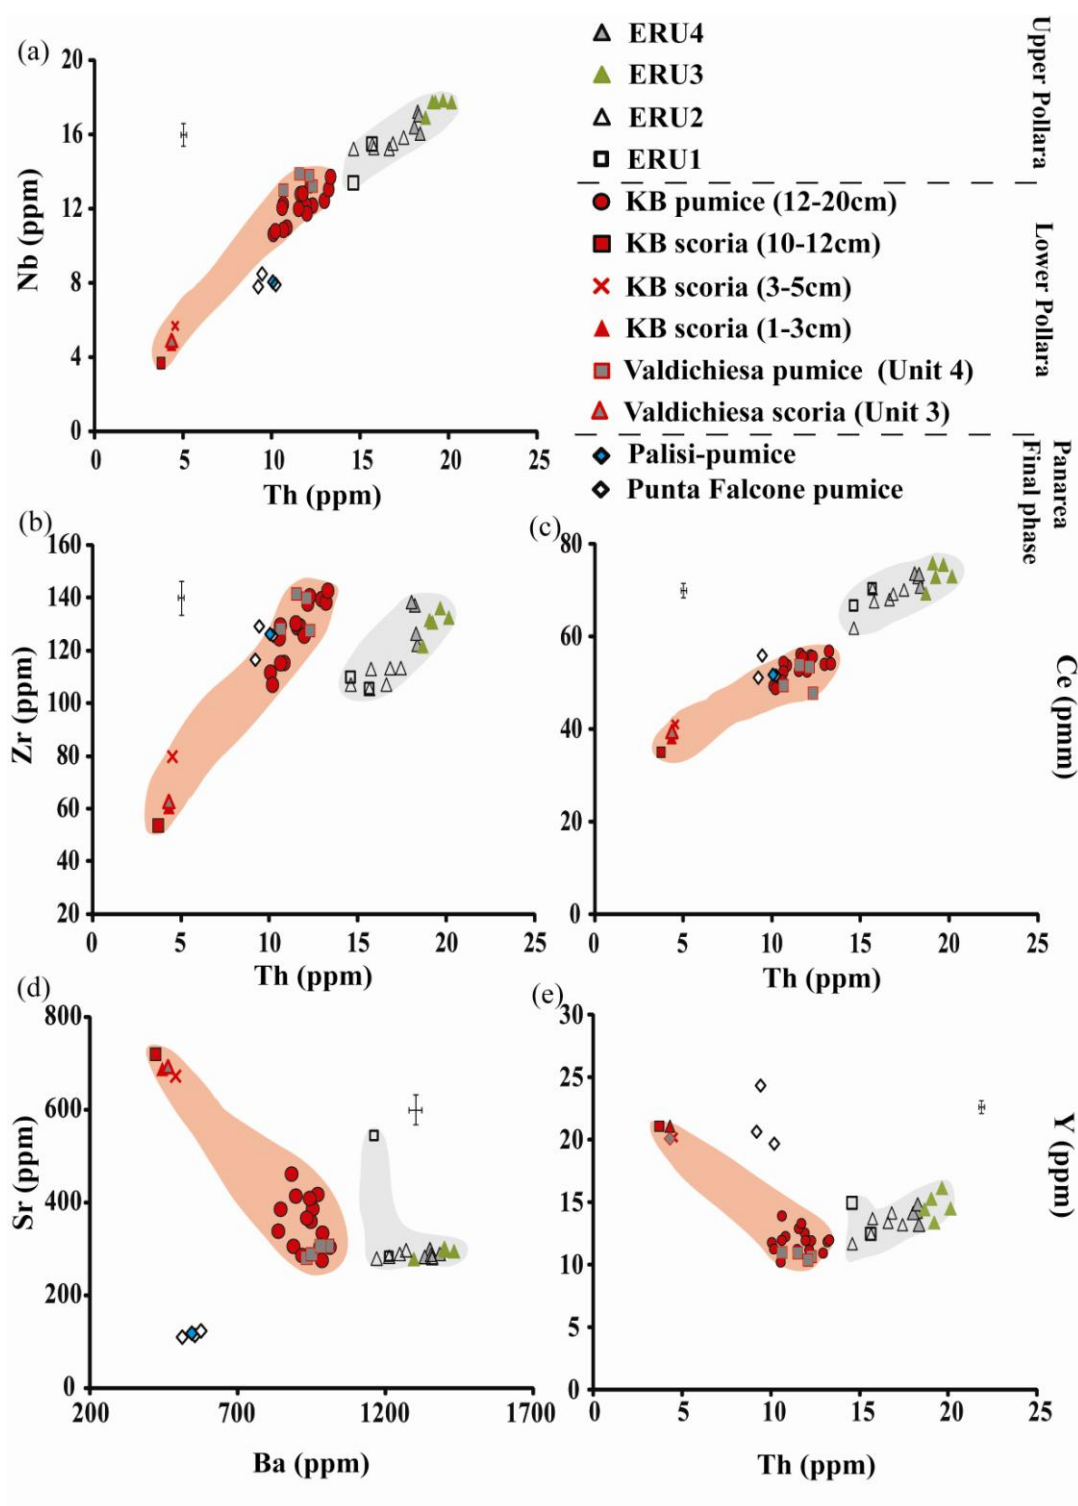 (a)
20
16
12
8
4
0
Nb (ppm)
0 5 10 15 20 25
Th (ppm)
ERU4
ERU3
ERU2
ERU1
Upper Pollara
KB pumice (12-20cm)
KB scoria (10-12cm)
KB scoria (3-5cm)
KB scoria (1-3cm)
Valdichiesa pumice (Unit 4)
Valdichiesa scoria (Unit 3)
Lower Pollara
Palisi-pumice
Punta Falcone pumice
Panarea
Final phase
(b)
160
140
120
100
80
60
40
20
Zr (ppm)
0 5 10 15 20 25
Th (ppm)
(c)
80
60
40
20
0
Ce (pmm)
0 5 10 15 20 25
Th (ppm)
(d)
800
600
400
200
0
Sr (ppm)
200 700 1200 1700
Ba (ppm)
(e)
30
25
20
15
10
5
0
Y (ppm)
0 5 10 15 20 25
Th (ppm)